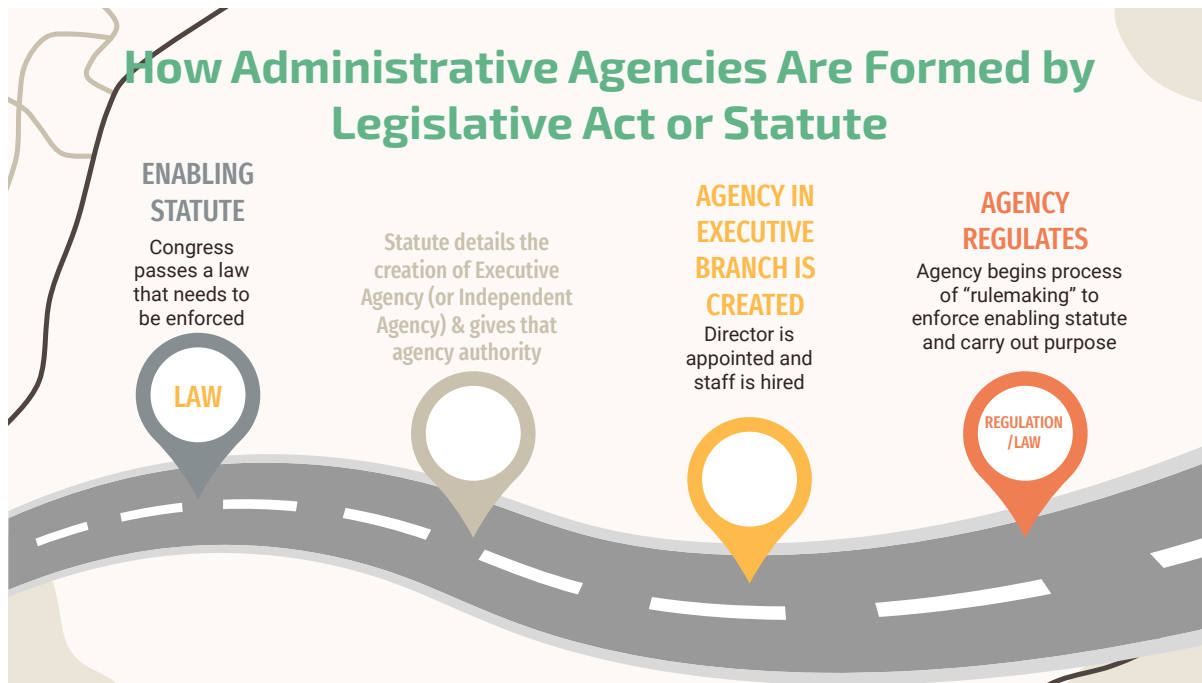 How Administrative Agencies Are Formed by
Legislative Act or Statute
ENABLING
STATUTE
Congress
passes a law
that needs to
be enforced
LAW
Statute details the
creation of Executive
Agency (or Independent
Agency) & gives that
agency authority
AGENCY IN
EXECUTIVE
BRANCH IS
CREATED
Director is
appointed and
staff is hired
AGENCY
REGULATES
Agency begins process
of “rulemaking” to
enforce enabling statute
and carry out purpose
REGULATION
/LAW